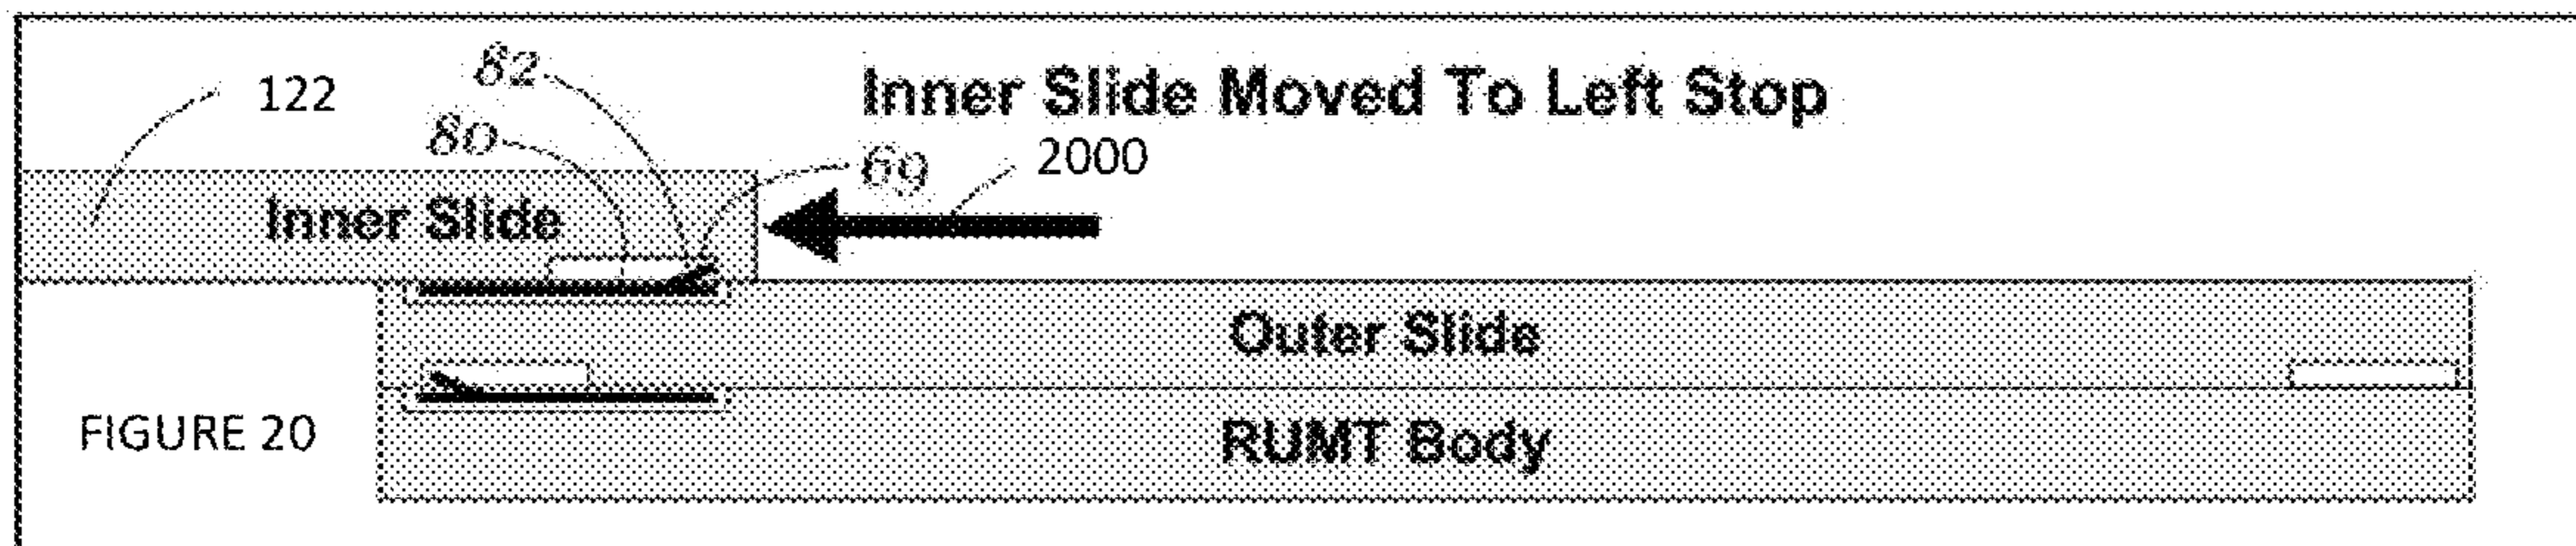 82
122
Inner Slide Moved To Left Stop
80
69
2000
Inner Slide
Outer Slide
FIGURE 20
RUMT Body